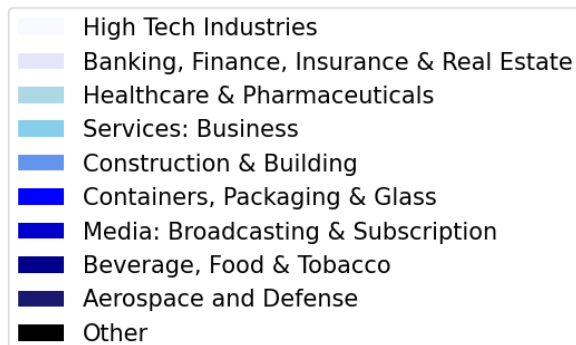 High Tech Industries
Banking, Finance, Insurance & Real Estate
Healthcare & Pharmaceuticals
Services: Business
Construction & Building
Containers, Packaging & Glass
Media: Broadcasting & Subscription
Beverage, Food & Tobacco
Aerospace and Defense
Other